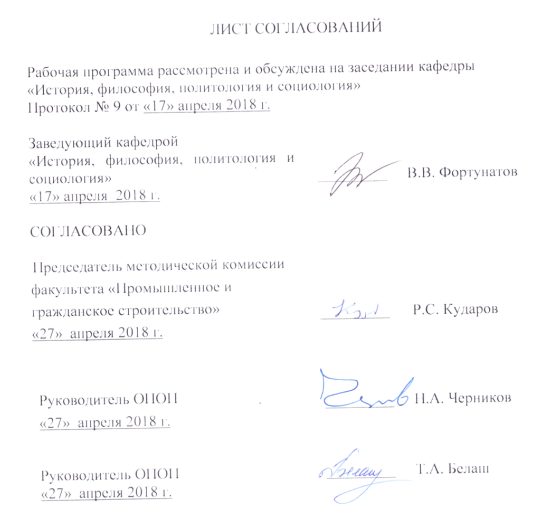 ЛИСТ СОГЛАСОВАНИЙ
Рабочая программа рассмотрена и обсуждена на заседании кафедры
«История, философия, политология и социология»
Протокол № 9 от «17» апреля 2018 г.
Заведующий кафедрой
«История, философия, политология и
социология»
В.В. Фортунатов
«17» апреля 2018 г.
СОГЛАСОВАНО
Председатель методической комиссии
факультета «Промышленное и
гражданское строительство»
Р.С. Кударов
«27» апреля 2018 г.
Руководитель ОПОП
Н.А. Черников
«27» апреля 2018 г.
Руководитель ОПОП
Т.А. Белаш
«27» апреля 2018 г.